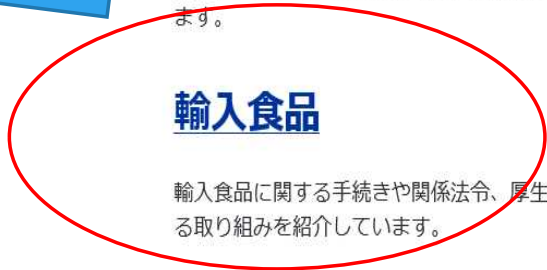 ます。
輸入食品
輸入食品に関する手続きや関係法令、厚生
る取り組みを紹介しています。